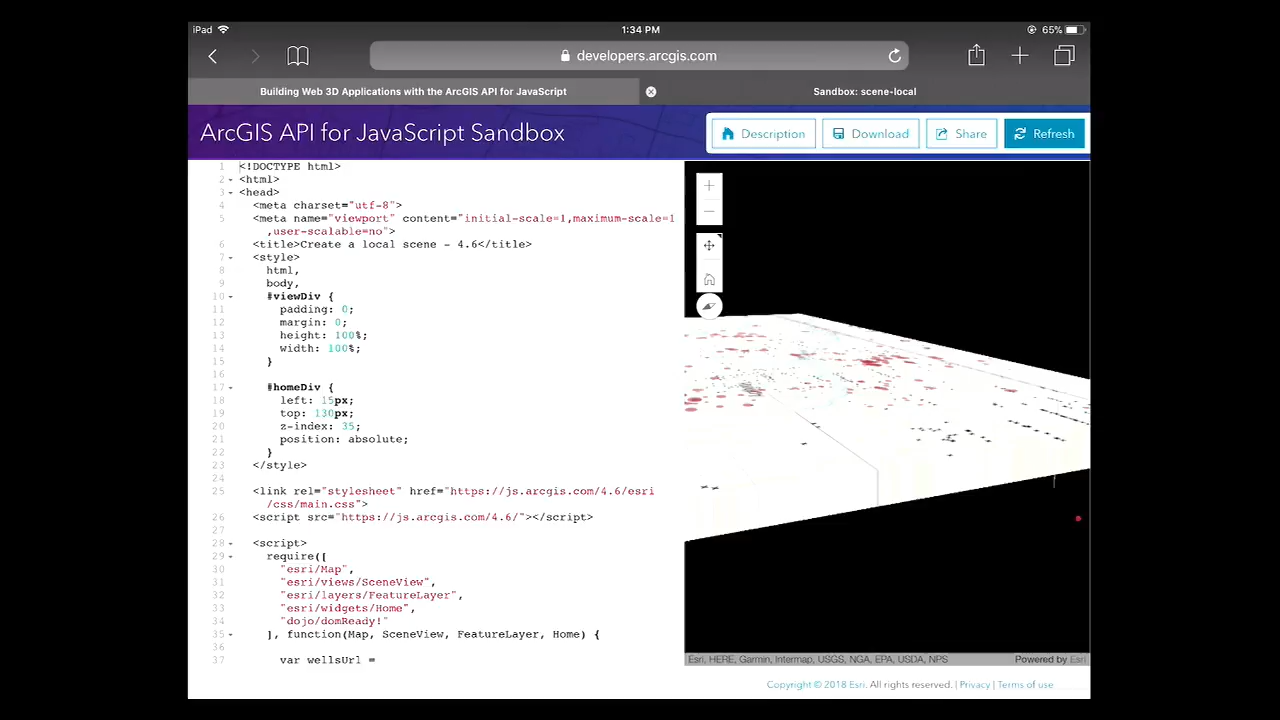 iPad
1:34 PM
65%
developers.arcgis.com
Building Web 3D Applications with the ArcGIS API for JavaScript
Sandbox: scene-local
ArcGIS API for JavaScript Sandbox
Description
Download
Share
Refresh
1 <!DOCTYPE html>
2 <html>
3 <head>
4 <meta charset="utf-8">
5 <meta name="viewport" content="initial-scale=1,maximum-scale=1
,user-scalable=no">
6 <title>Create a local scene - 4.6</title>
7 <style>
8 html,
9 body,
10 #viewDiv {
11 padding: 0;
12 margin: 0;
13 height: 100%;
14 width: 100%;
15 }
16
17 #homeDiv {
18 left: 15px;
19 top: 130px;
20 z-index: 35;
21 position: absolute;
22 }
23 </style>
24
25 <link rel="stylesheet" href="https://js.arcgis.com/4.6/esri
/css/main.css">
26 <script src="https://js.arcgis.com/4.6/"></script>
27
28 <script>
29 require([
30 "esri/Map",
31 "esri/views/SceneView",
32 "esri/layers/FeatureLayer",
33 "esri/widgets/Home",
34 "dojo/domReady!"
35 ], function(Map, SceneView, FeatureLayer, Home) {
36
37 var wellsUrl =
Esri, HERE, Garmin, Intermap, USGS, NGA, EPA, USDA, NPS
Powered by Esri
Copyright © 2018 Esri. All rights reserved. | Privacy | Terms of use